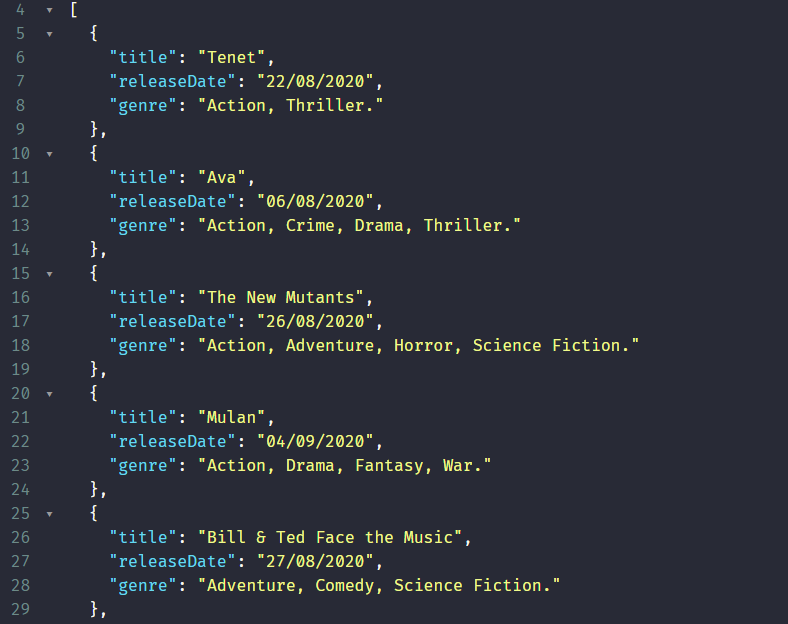 4 [
5 {
6 "title": "Tenet",
7 "releaseDate": "22/08/2020",
8 "genre": "Action, Thriller."
9 },
10 {
11 "title": "Ava",
12 "releaseDate": "06/08/2020",
13 "genre": "Action, Crime, Drama, Thriller."
14 },
15 {
16 "title": "The New Mutants",
17 "releaseDate": "26/08/2020",
18 "genre": "Action, Adventure, Horror, Science Fiction."
19 },
20 {
21 "title": "Mulan",
22 "releaseDate": "04/09/2020",
23 "genre": "Action, Drama, Fantasy, War."
24 },
25 {
26 "title": "Bill & Ted Face the Music",
27 "releaseDate": "27/08/2020",
28 "genre": "Adventure, Comedy, Science Fiction."
29 },